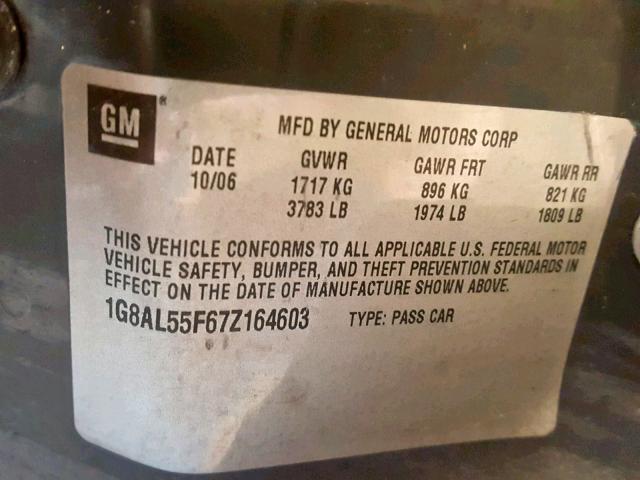 GM ®
MFD BY GENERAL MOTORS CORP
DATE GVWR GAWR FRT GAWR RR
10/06 1717 KG 896 KG 821 KG
3783 LB 1974 LB 1809 LB
THIS VEHICLE CONFORMS TO ALL APPLICABLE U.S. FEDERAL MOTOR
VEHICLE SAFETY, BUMPER, AND THEFT PREVENTION STANDARDS IN
EFFECT ON THE DATE OF MANUFACTURE SHOWN ABOVE.
1G8AL55F67Z164603 TYPE: PASS CAR